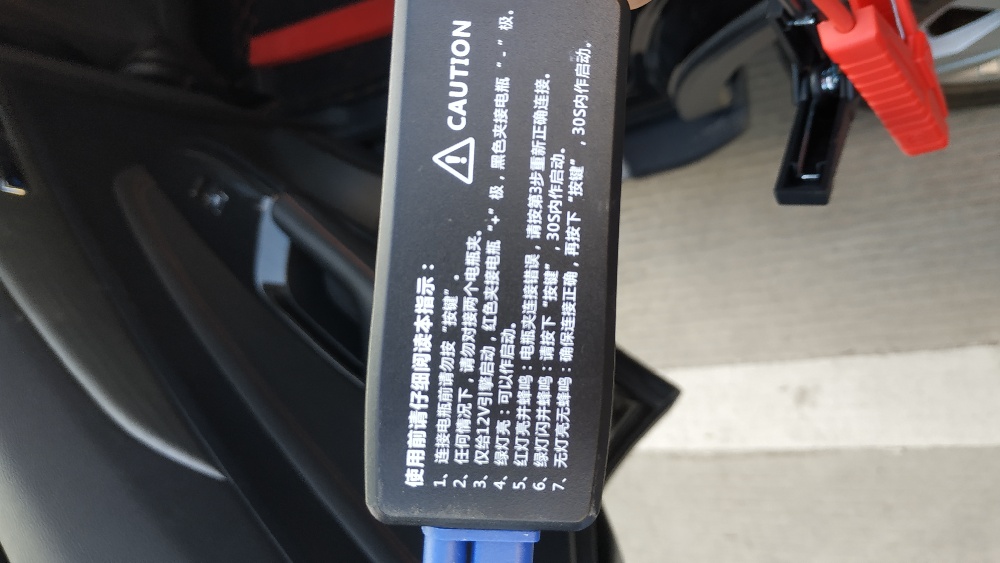 CAUTION
使用前请仔细阅读本指示：
1、连接电瓶前请勿按“按键”。
2、任何情况下，请勿对接两个电瓶夹。
3、仅给12V引擎启动，红色夹接电瓶“+”极，黑色夹接电瓶“-”极。
4、绿灯亮：可以作启动。
5、红灯亮并蜂鸣：电瓶夹连接错误，请按第3步重新正确连接。
6、绿灯闪并蜂鸣：请按下“按键”，30S内作启动。
7、无灯亮无蜂鸣：确保连接正确，再按下“按键”，30S内作启动。